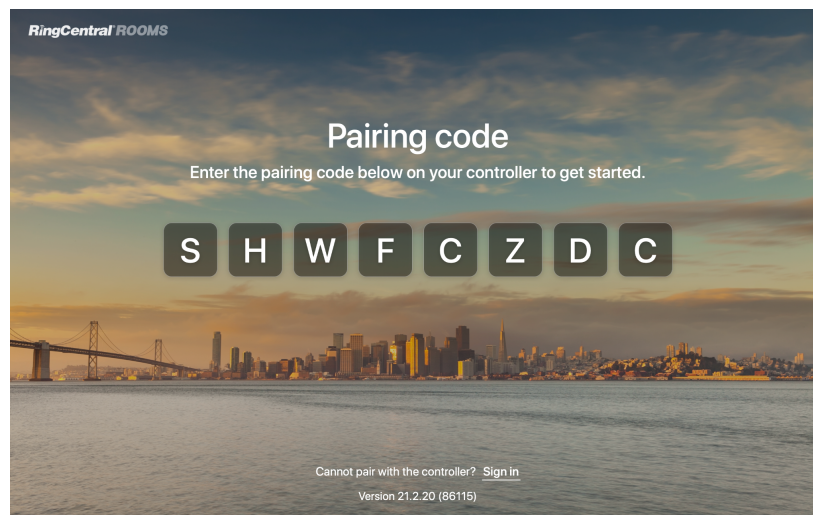 RingCentral ROOMS
Pairing code
Enter the pairing code below on your controller to get started.
S H W F C Z D C
Cannot pair with the controller? Sign in
Version 21.2.20 (86115)